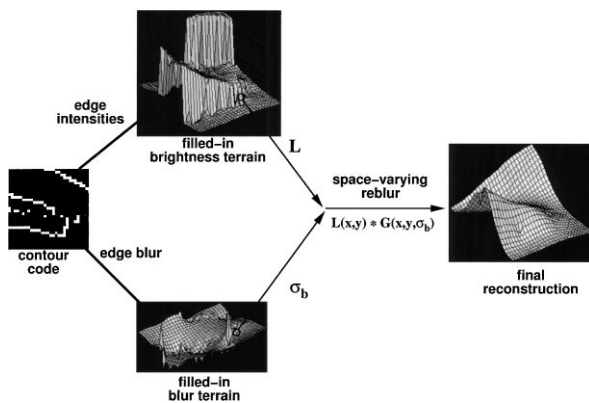 edge
intensities
filled-in
brightness terrain
L
space-varying
reblur
L(x,y) * G(x,y,σb)
contour
code
edge blur
final
reconstruction
σb
filled-in
blur terrain